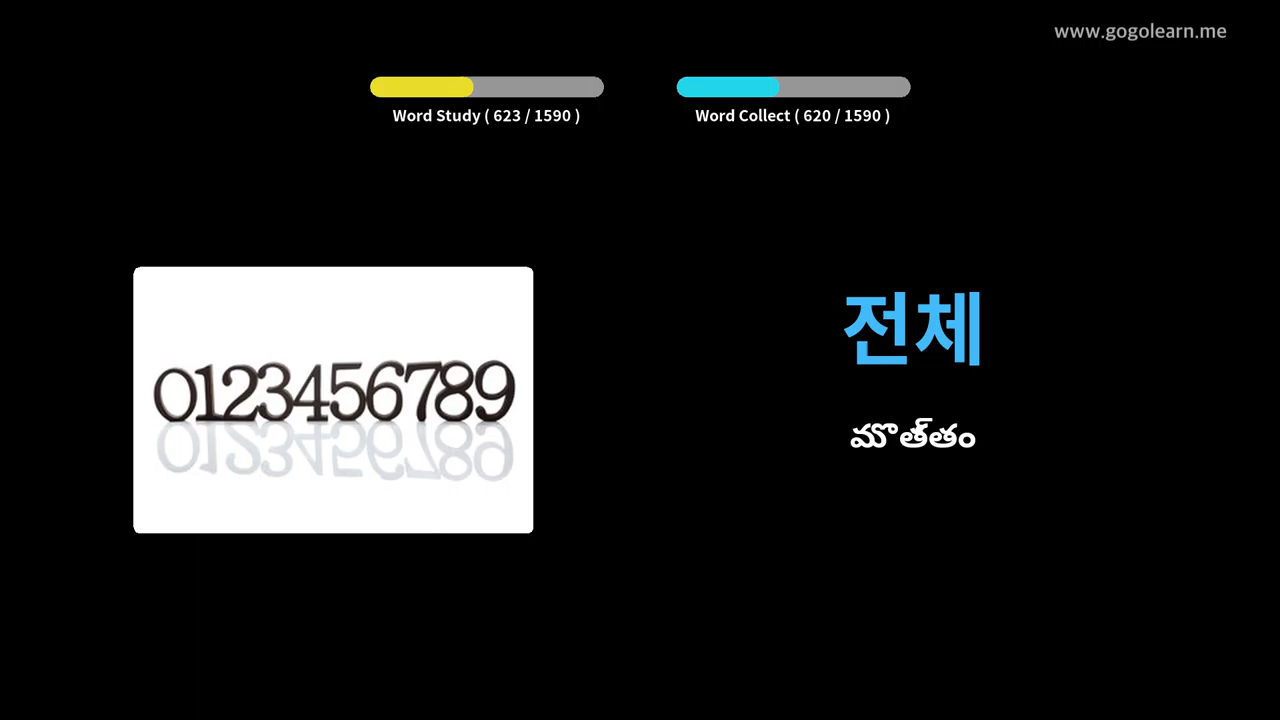 www.gogolearn.me
Word Study ( 623 / 1590 )
Word Collect ( 620 / 1590 )
0123456789
전체
మొత్తం